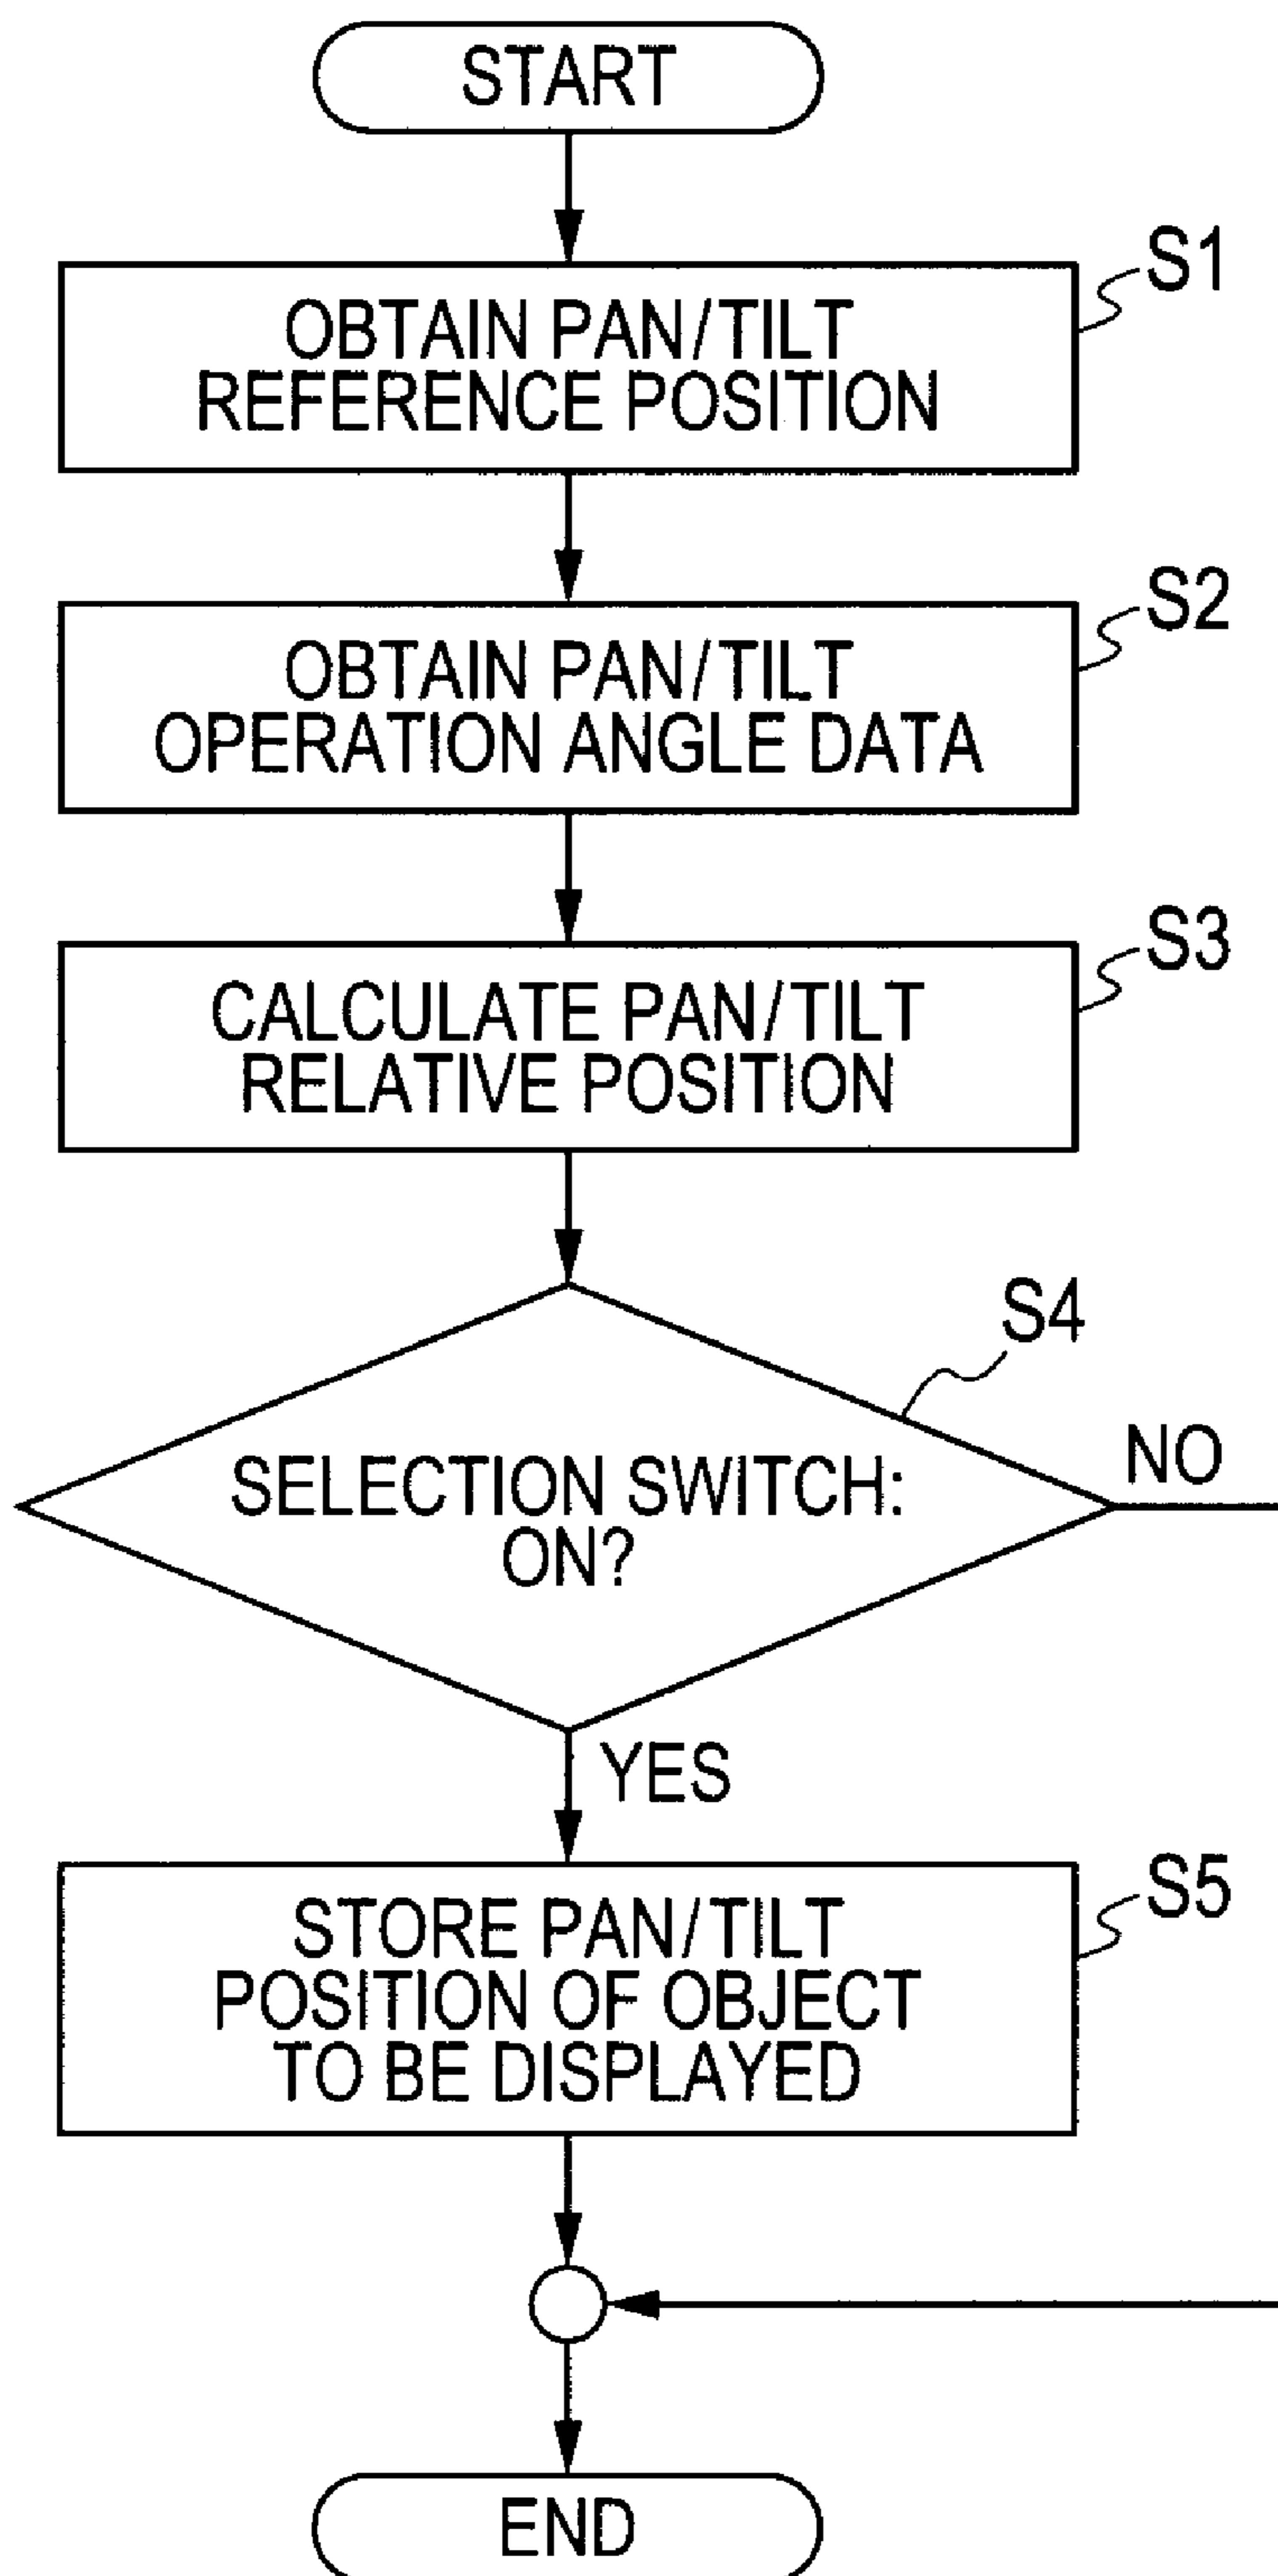 START
S1
OBTAIN PAN/TILT
REFERENCE POSITION
S2
OBTAIN PAN/TILT
OPERATION ANGLE DATA
S3
CALCULATE PAN/TILT
RELATIVE POSITION
S4
SELECTION SWITCH:
ON?
NO
YES
S5
STORE PAN/TILT
POSITION OF OBJECT
TO BE DISPLAYED
END